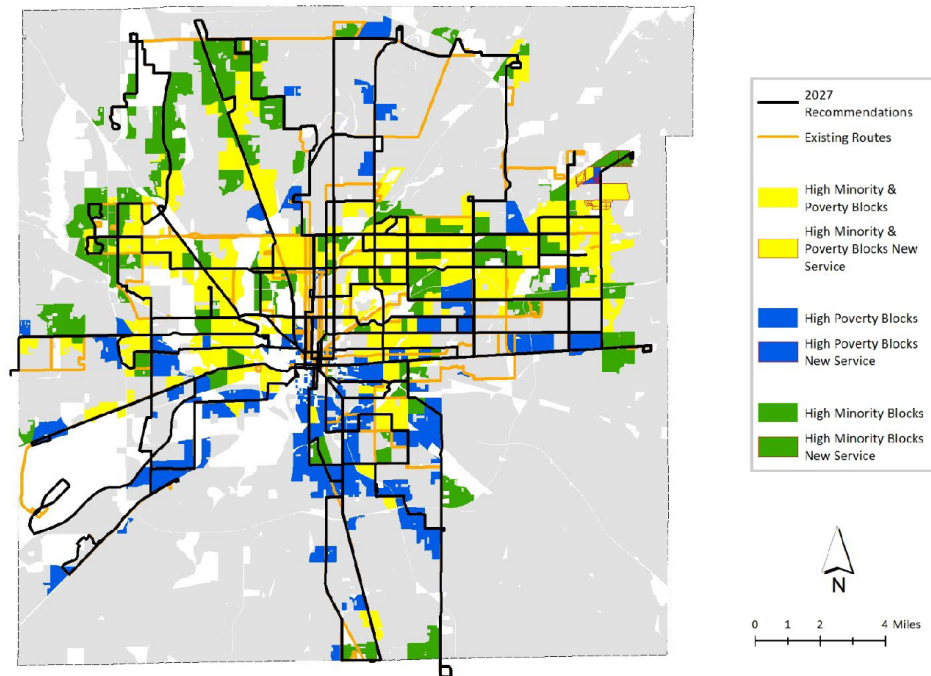 2027
Recommendations
Existing Routes
High Minority &
Poverty Blocks
High Minority &
Poverty Blocks New
Service
High Poverty Blocks
High Poverty Blocks
New Service
High Minority Blocks
High Minority Blocks
New Service
N
0 1 2 4 Miles